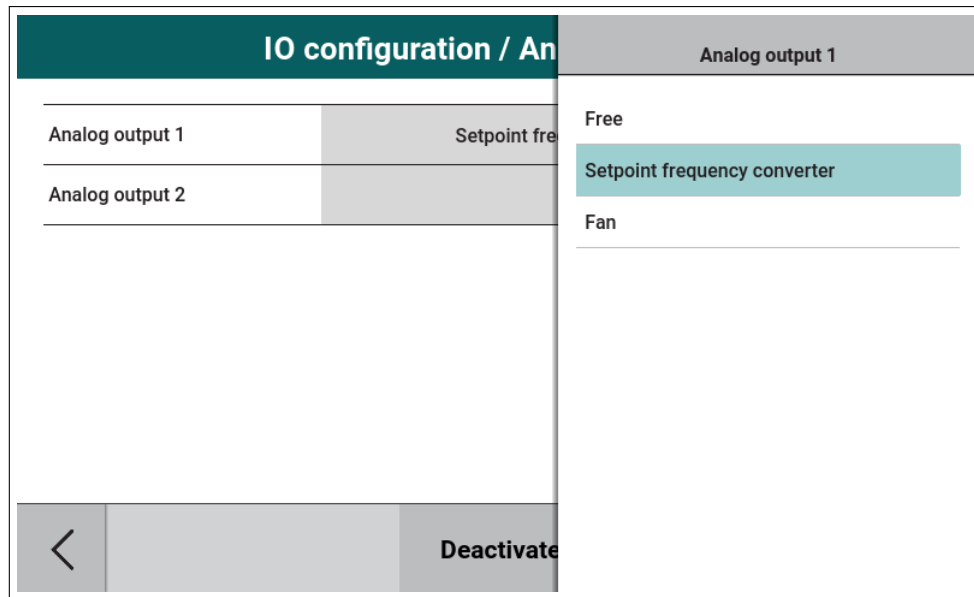 IO configuration / An
Analog output 1
Setpoint fre
Analog output 2
Deactivate
Analog output 1
Free
Setpoint frequency converter
Fan